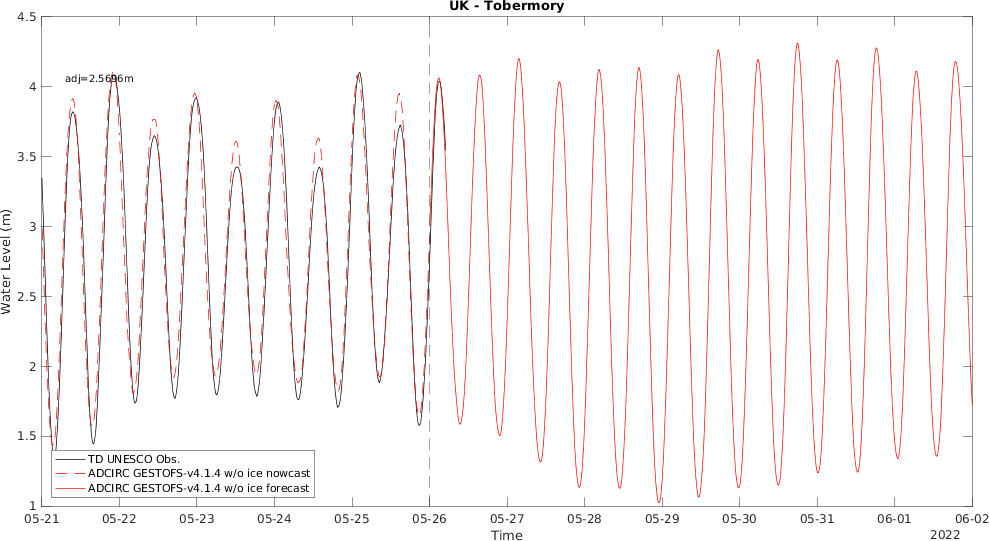 UK - Tobermory
4.5
4
3.5
3
2.5
2
1.5
1
Water Level (m)
adj=2.5696m
TD UNESCO Obs.
ADCIRC GESTOFS-v4.1.4 w/o ice nowcast
ADCIRC GESTOFS-v4.1.4 w/o ice forecast
05-21 05-22 05-23 05-24 05-25 05-26 05-27 05-28 05-29 05-30 05-31 06-01 06-02
Time
2022